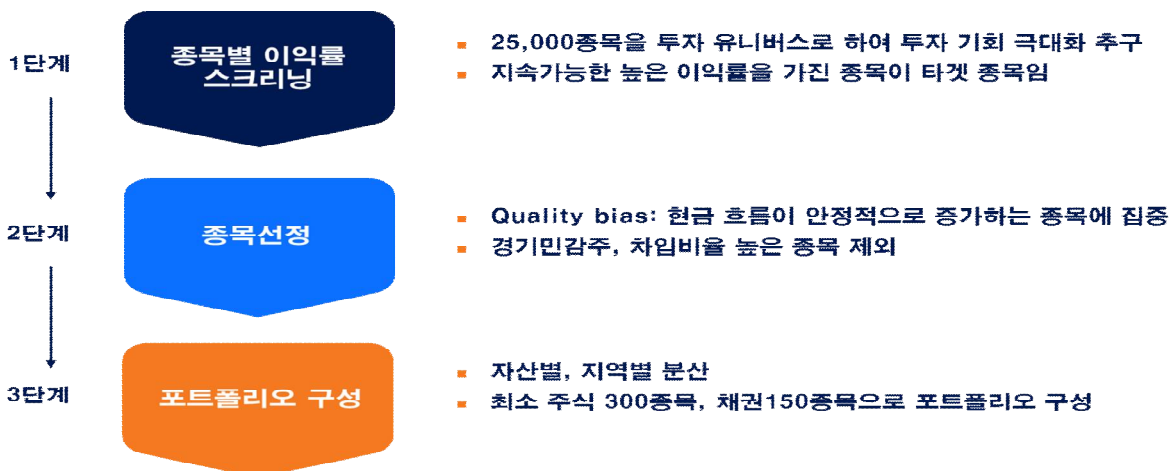 1단계
종목별 이익률
스크리닝
▪ 25,000종목을 투자 유니버스로 하여 투자 기회 극대화 추구
▪ 지속가능한 높은 이익률을 가진 종목이 타겟 종목임
2단계
종목선정
▪ Quality bias: 현금 흐름이 안정적으로 증가하는 종목에 집중
▪ 경기민감주, 차입비율 높은 종목 제외
3단계
포트폴리오 구성
▪ 자산별, 지역별 분산
▪ 최소 주식 300종목, 채권150종목으로 포트폴리오 구성